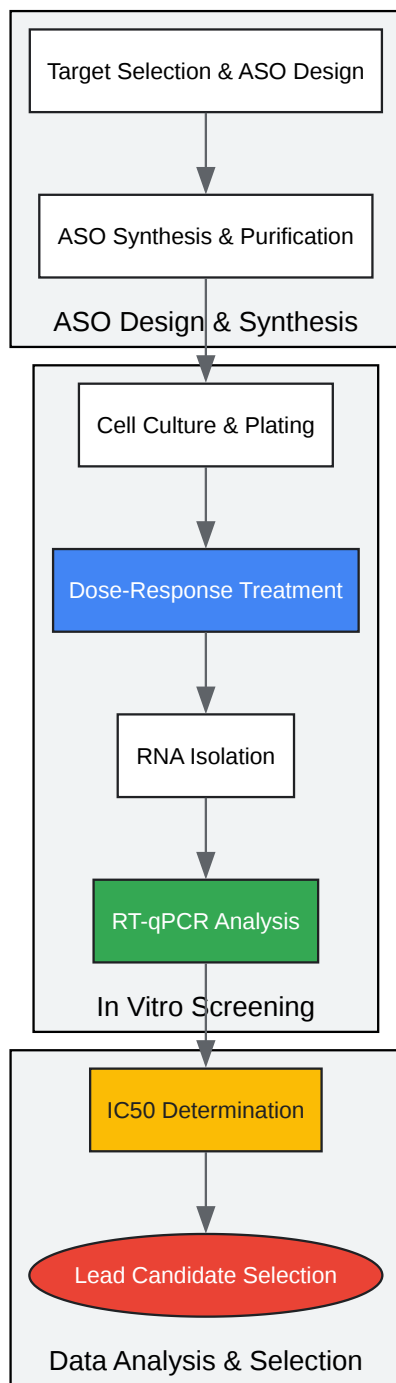 Target Selection & ASO Design
ASO Synthesis & Purification
ASO Design & Synthesis
Cell Culture & Plating
Dose-Response Treatment
RNA Isolation
RT-qPCR Analysis
In Vitro Screening
IC50 Determination
Lead Candidate Selection
Data Analysis & Selection